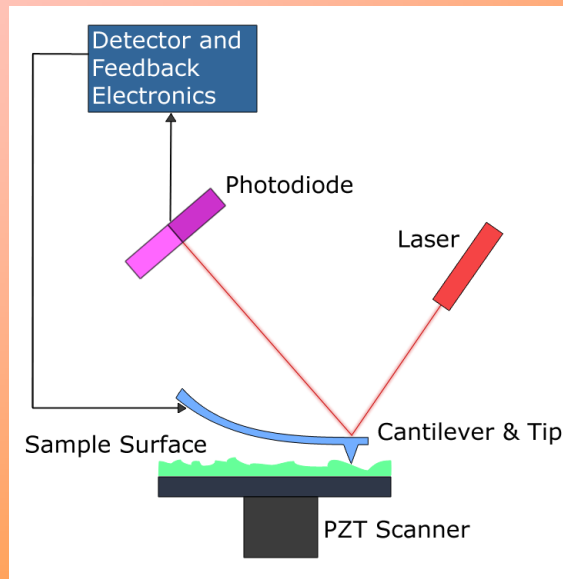 Detector and
Feedback
Electronics
Photodiode
Laser
Cantilever & Tip
Sample Surface
PZT Scanner